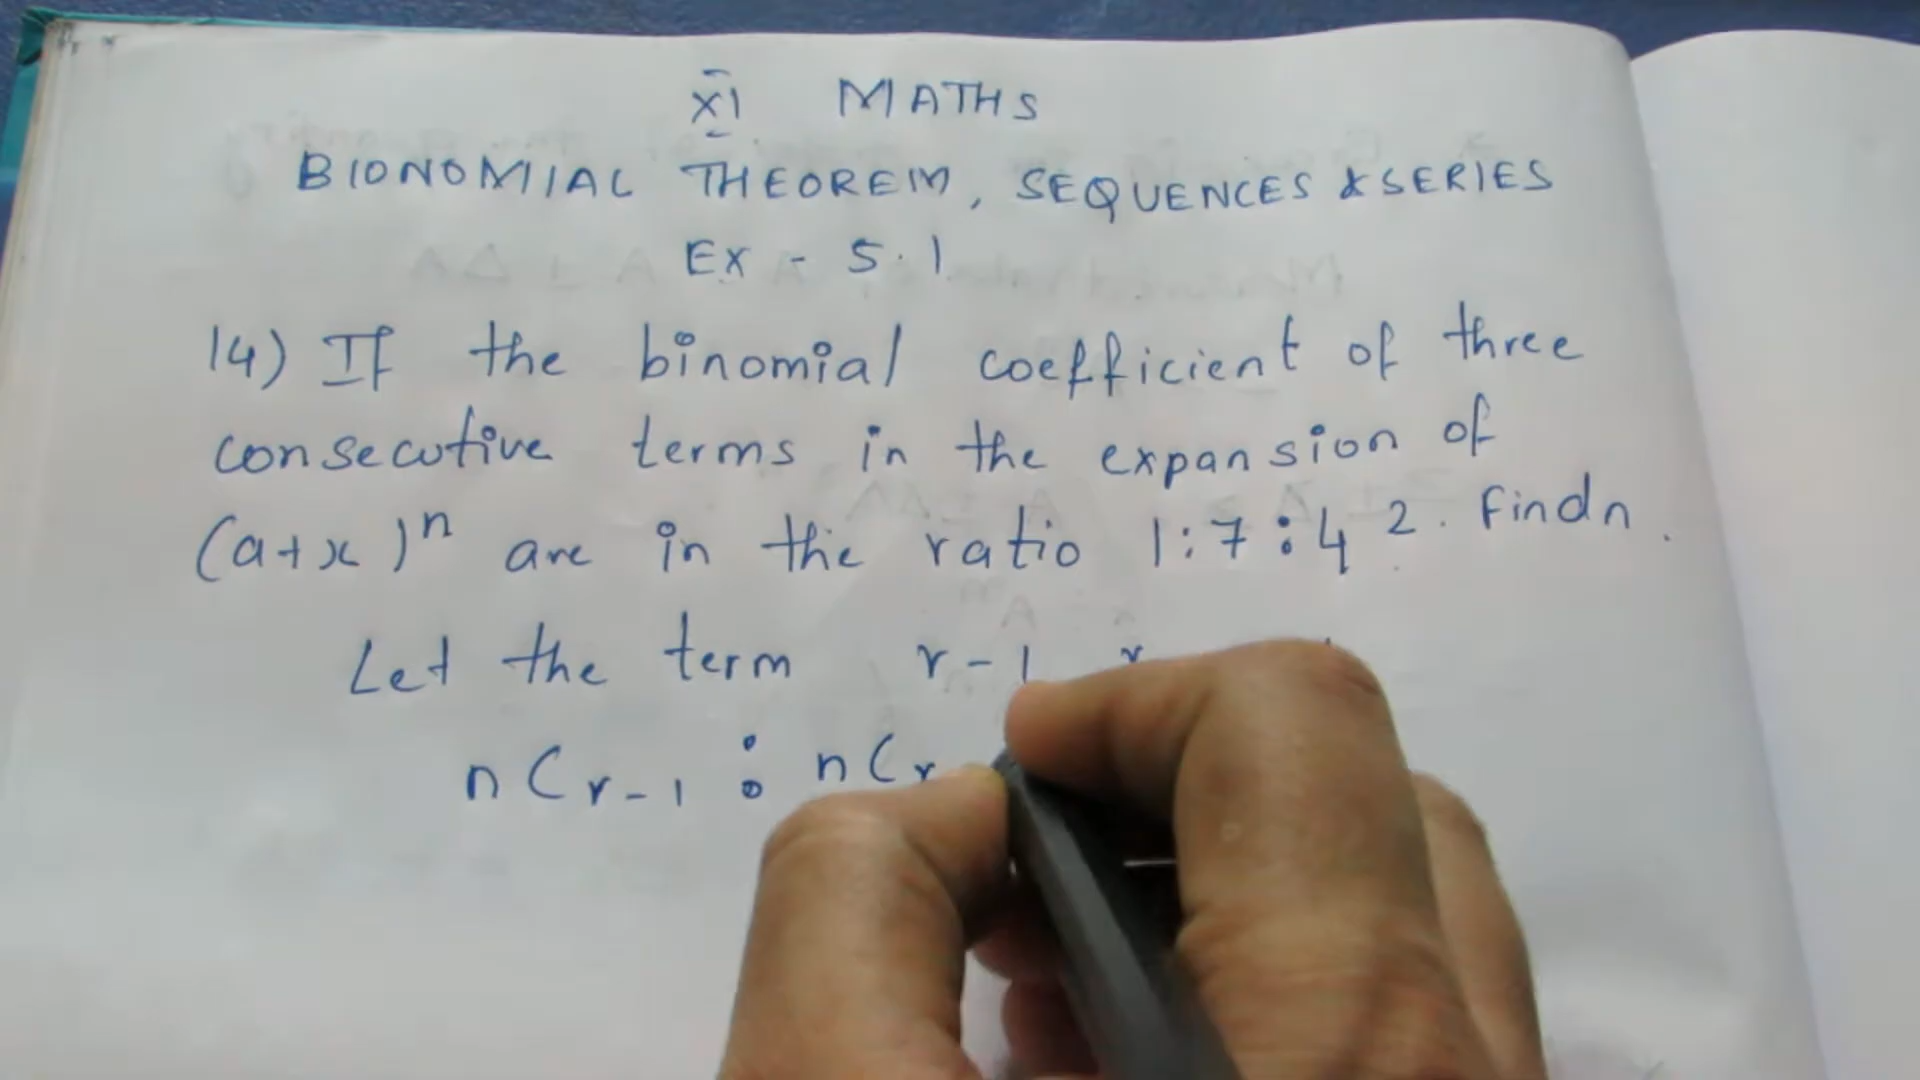 XI MATHS
BIONOMIAL THEOREM, SEQUENCES & SERIES
Ex - 5.1
14) If the binomial coefficient of three
consecutive terms in the expansion of
(a+x)ⁿ are in the ratio 1:7:42. Find n.
Let the term r-1 r
nCr-1 : nCr